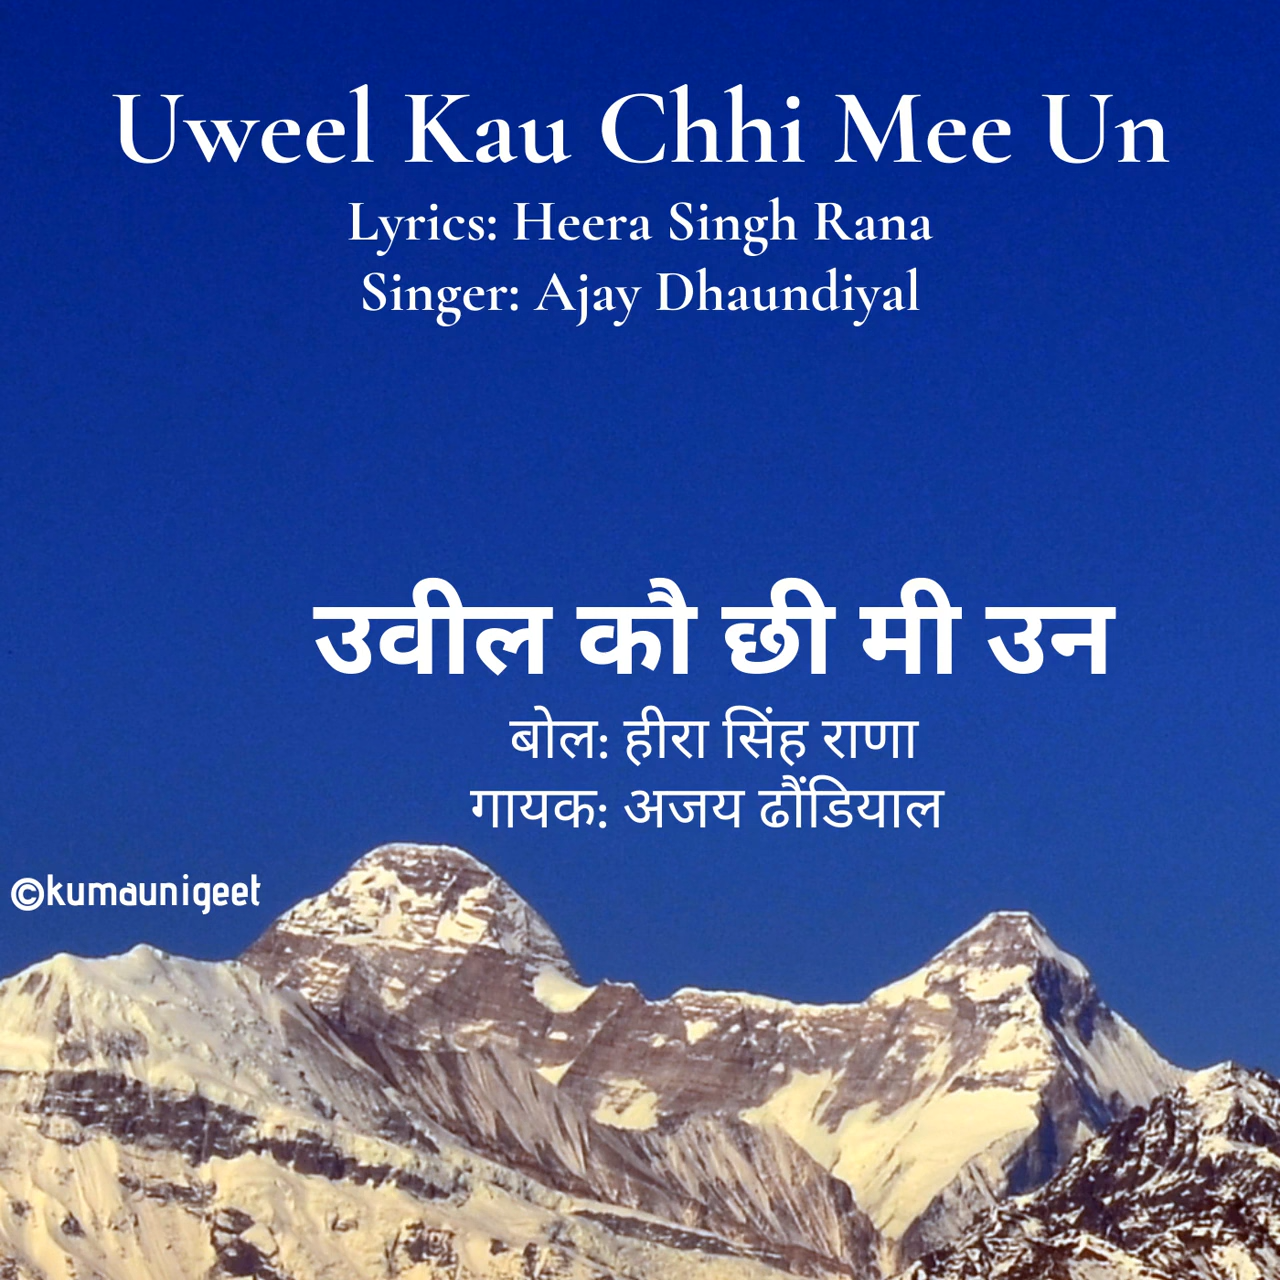 Uweel Kau Chhi Mee Un
Lyrics: Heera Singh Rana
Singer: Ajay Dhaundiyal
उवील कौ छी मी उन
बोल: हीरा सिंह राणा
गायक: अजय ढौंडियाल
©kumaunigeet